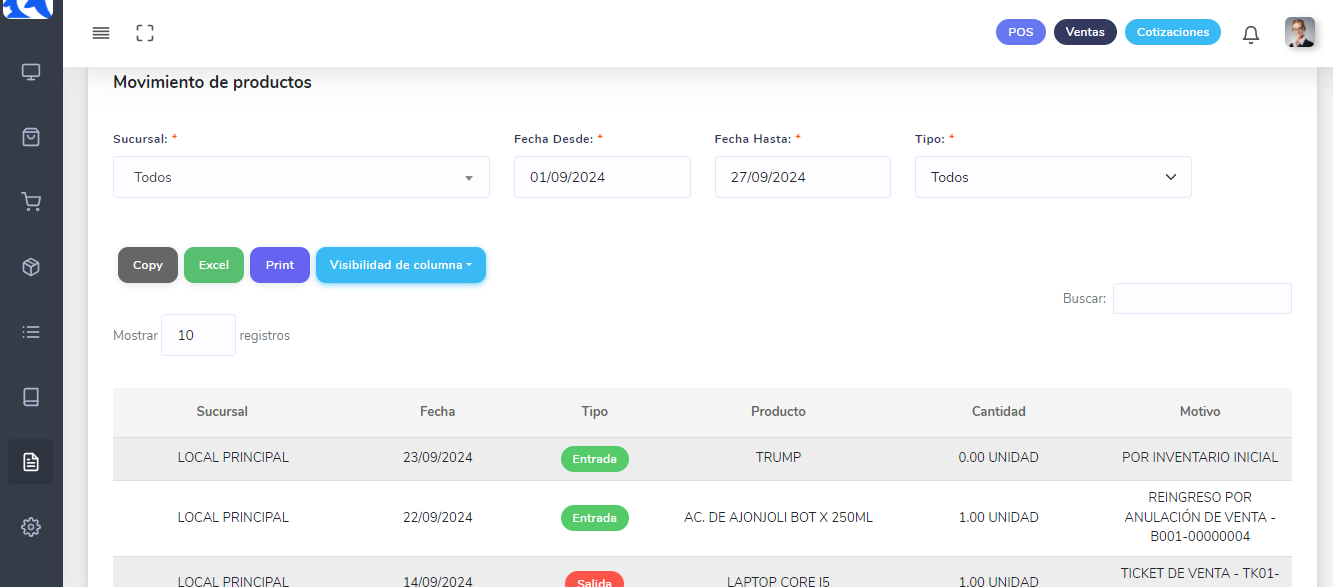 POS Ventas Cotizaciones
Movimiento de productos
Sucursal: * Fecha Desde: * Fecha Hasta: * Tipo: *
Todos 01/09/2024 27/09/2024 Todos
Copy Excel Print Visibilidad de columna
Buscar:
Mostrar 10 registros
Sucursal Fecha Tipo Producto Cantidad Motivo
LOCAL PRINCIPAL 23/09/2024 Entrada TRUMP 0.00 UNIDAD POR INVENTARIO INICIAL
LOCAL PRINCIPAL 22/09/2024 Entrada AC. DE AJONJOLI BOT X 250ML 1.00 UNIDAD REINGRESO POR
ANULACIÓN DE VENTA -
B001-00000004
LOCAL PRINCIPAL 14/09/2024 Salida LAPTOP CORE I5 1.00 UNIDAD TICKET DE VENTA - TK01-